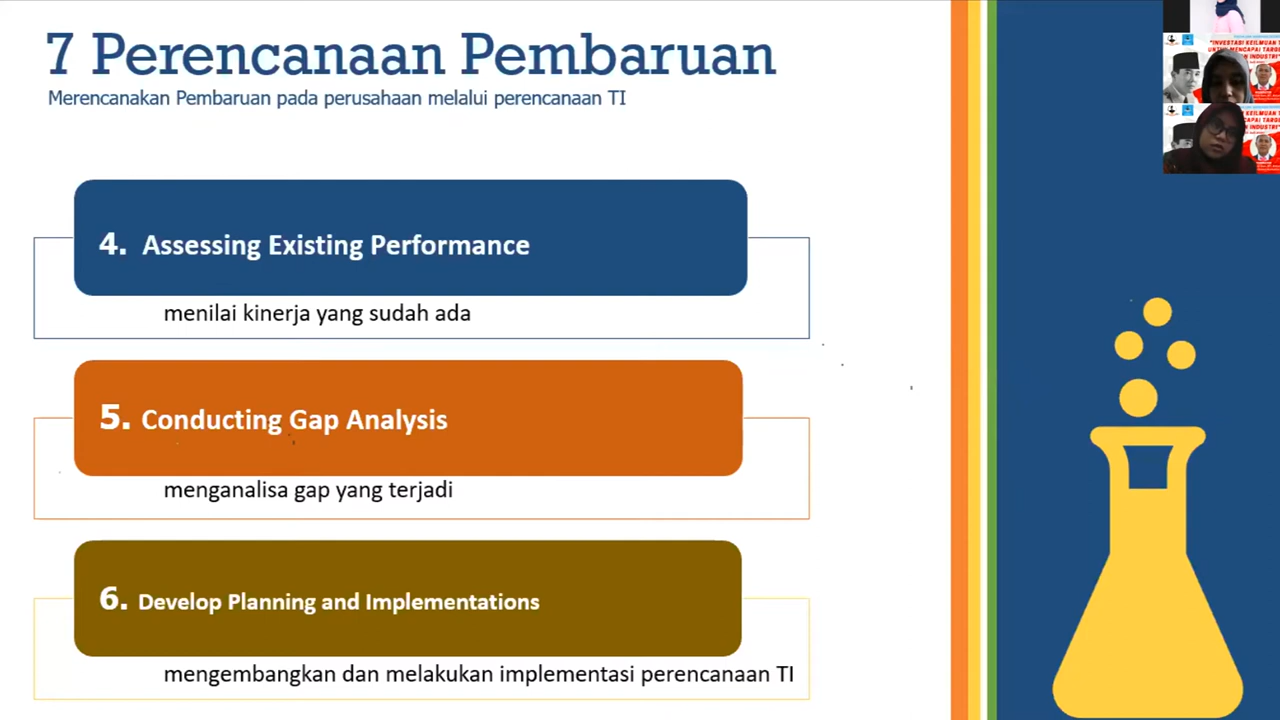 7 Perencanaan Pembaruan
Merencanakan Pembaruan pada perusahaan melalui perencanaan TI
4. Assessing Existing Performance
menilai kinerja yang sudah ada
5. Conducting Gap Analysis
menganalisa gap yang terjadi
6. Develop Planning and Implementations
mengembangkan dan melakukan implementasi perencanaan TI
"INVESTASI KEILMUAN